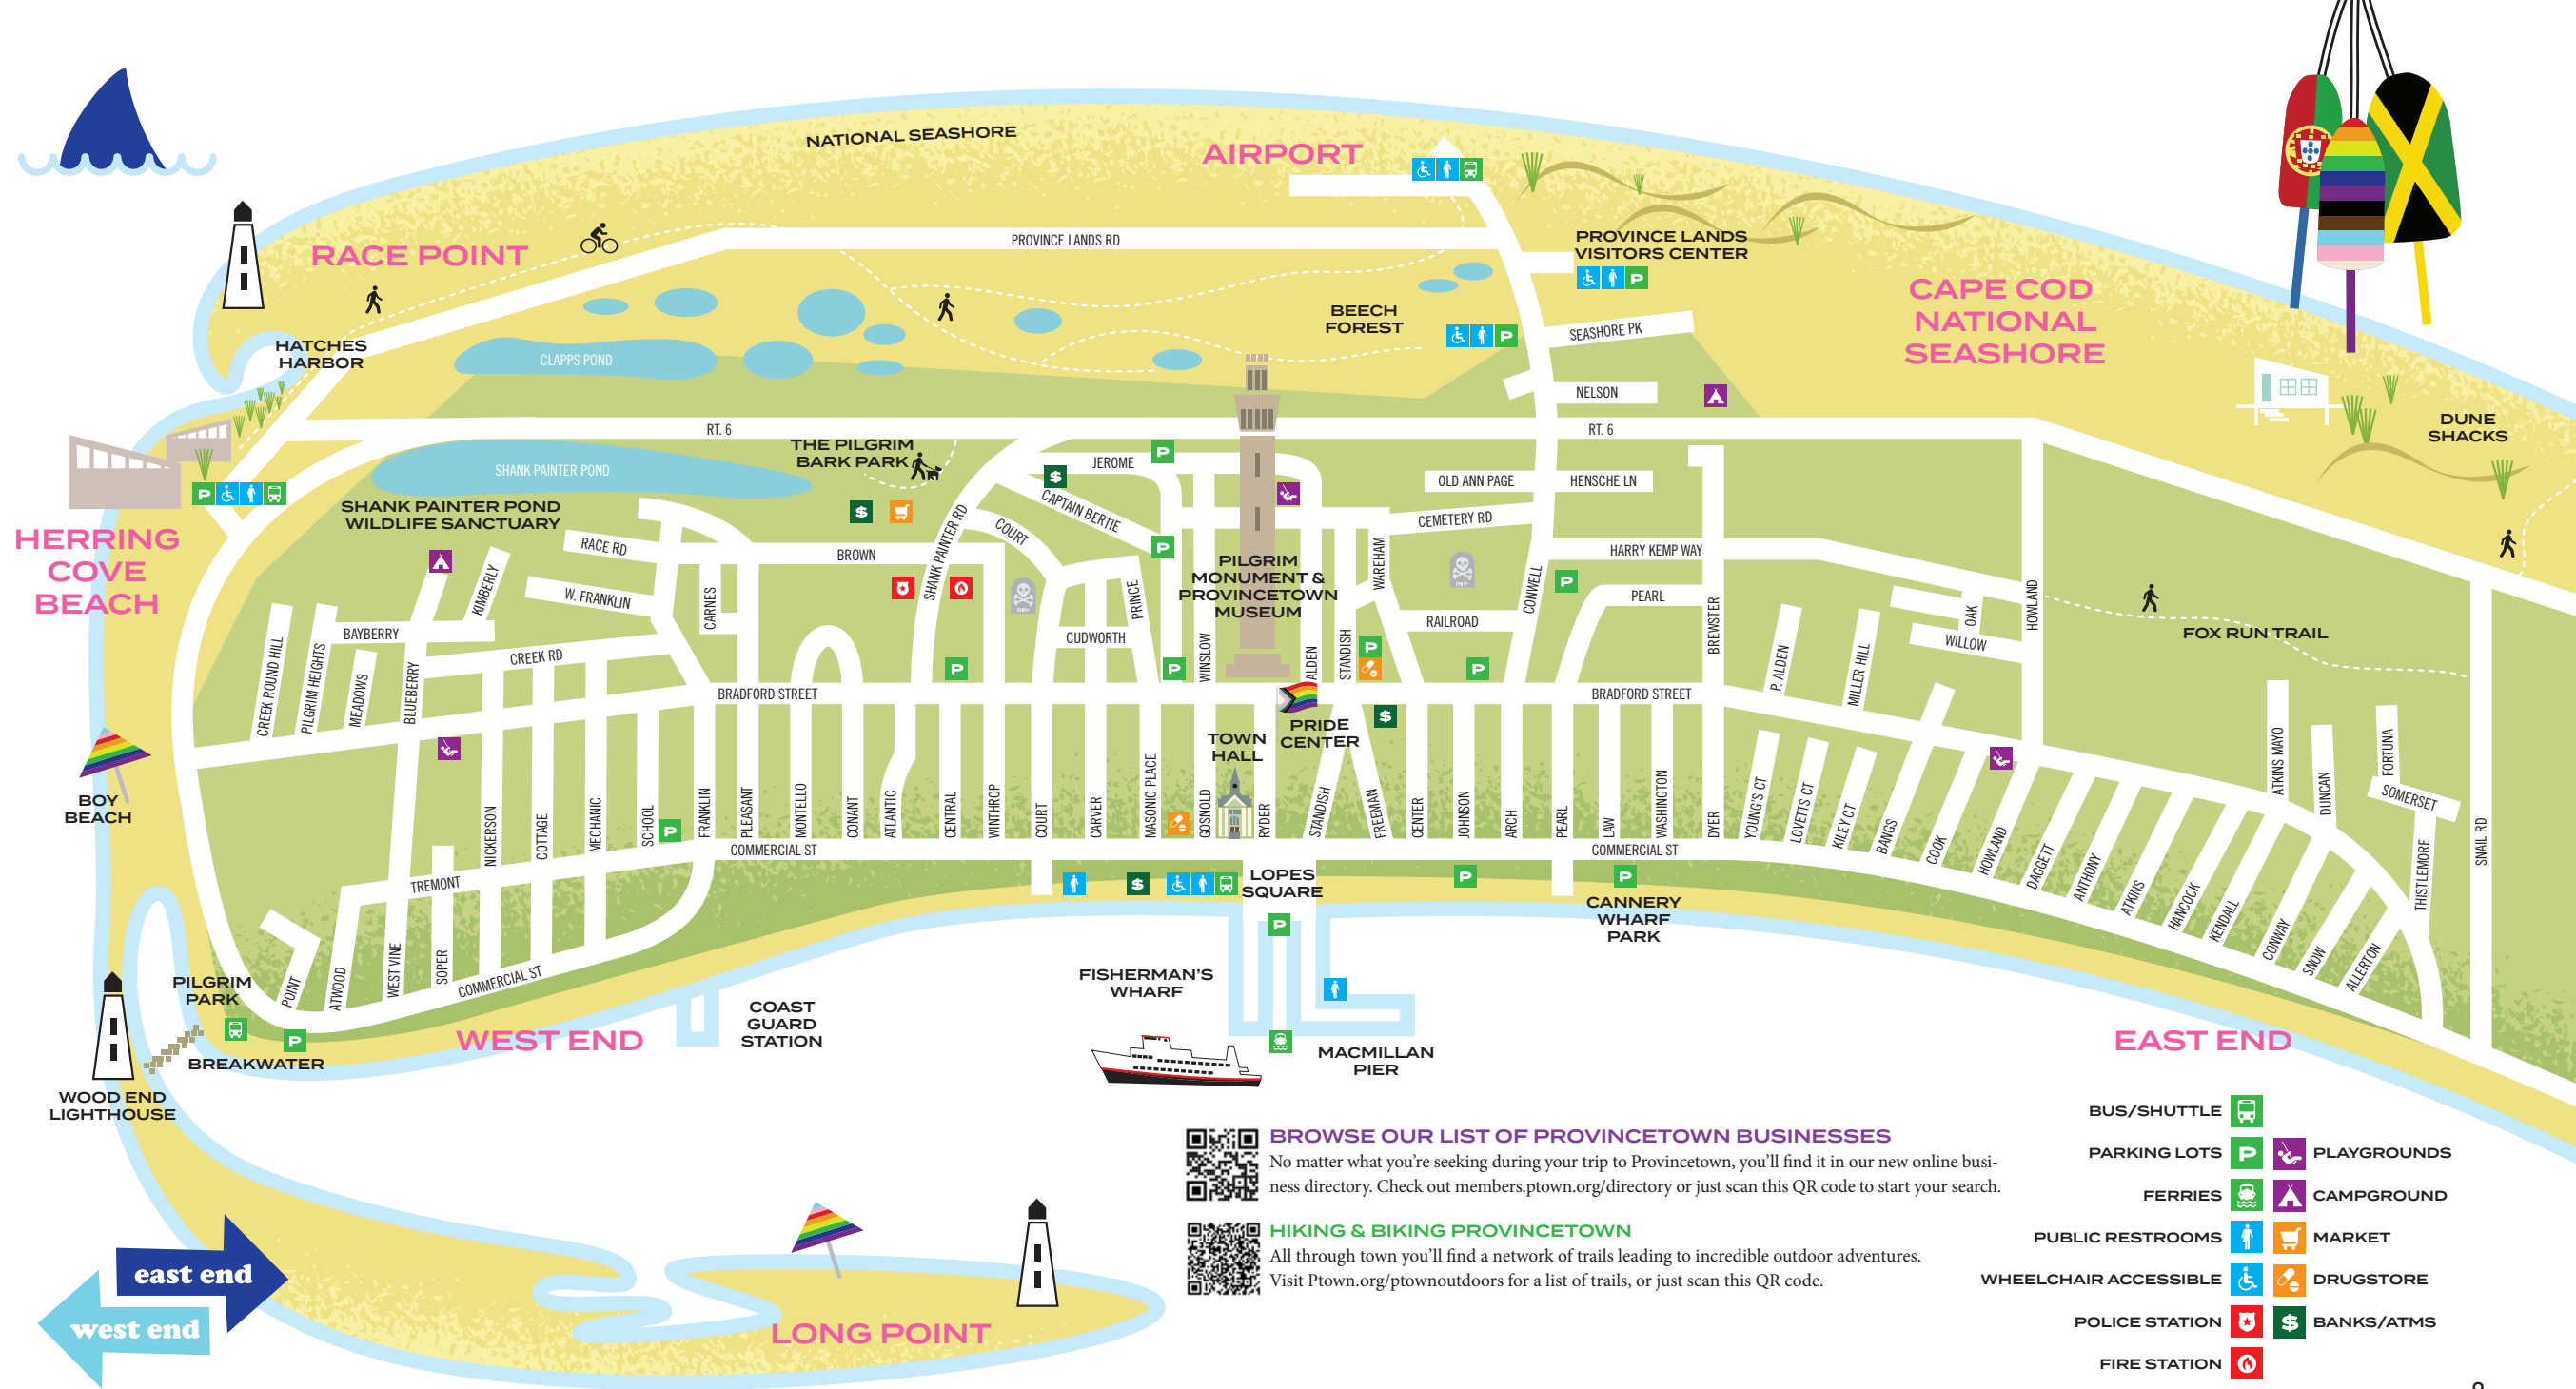 NATIONAL SEASHORE
AIRPORT
RACE POINT
PROVINCE LANDS RD
PROVINCE LANDS
VISITORS CENTER
CAPE COD
NATIONAL
SEASHORE
BEECH
FOREST
SEASHORE PK
HATCHES
HARBOR
CLAPPS POND
NELSON
RT. 6
RT. 6
DUNE
SHACKS
THE PILGRIM
BARK PARK
JEROME
SHANK PAINTER POND
OLD ANN PAGE
HENSCHE LN
CAPTAIN BERTIE
SHANK PAINTER POND
WILDLIFE SANCTUARY
CEMETERY RD
COURT
HERRING
COVE
BEACH
RACE RD
BROWN
SHANK PAINTER RD
HARRY KEMP WAY
PILGRIM
MONUMENT &
PROVINCETOWN
MUSEUM
WAREHAM
KIMBERLY
W. FRANKLIN
CARNES
PRINCE
CONWELL
PEARL
BREWSTER
HOWLAND
OAK
WILLOW
RAILROAD
BAYBERRY
CUDWORTH
FOX RUN TRAIL
CREEK RD
CREEK ROUND HILL
PILGRIM HEIGHTS
MEADOWS
BLUEBERRY
WINSLOW
ALDEN
STANDISH
P. ALDEN
MILLER HILL
BRADFORD STREET
BRADFORD STREET
PRIDE
CENTER
TOWN
HALL
ATKINS MAYO
DUNCAN
FORTUNA
SOMERSET
BOY
BEACH
NICKERSON
COTTAGE
MECHANIC
SCHOOL
FRANKLIN
PLEASANT
MONTELLO
CONANT
ATLANTIC
CENTRAL
WINTHROP
COURT
CARVER
MASONIC PLACE
GOSNOLD
RYDER
STANDISH
FREEMAN
CENTER
JOHNSON
ARCH
PEARL
LAW
WASHINGTON
DYER
YOUNG'S CT
LOVETTS CT
KILEY CT
BANGS
COOK
HOWLAND
DAGGETT
ANTHONY
ATKINS
HANCOCK
KENDALL
CONWAY
SNOW
ALLERTON
THISTLEMORE
SNAIL RD
COMMERCIAL ST
COMMERCIAL ST
TREMONT
LOPES
SQUARE
CANNERY
WHARF
PARK
POINT
ATWOOD
WEST VINE
SOPER
COMMERCIAL ST
PILGRIM
PARK
FISHERMAN'S
WHARF
COAST
GUARD
STATION
WEST END
EAST END
BREAKWATER
MACMILLAN
PIER
WOOD END
LIGHTHOUSE
BROWSE OUR LIST OF PROVINCETOWN BUSINESSES
No matter what you're seeking during your trip to Provincetown, you'll find it in our new online busi-
ness directory. Check out members.ptown.org/directory or just scan this QR code to start your search.
HIKING & BIKING PROVINCETOWN
All through town you'll find a network of trails leading to incredible outdoor adventures.
Visit Ptown.org/ptownoutdoors for a list of trails, or just scan this QR code.
east end
west end
LONG POINT
BUS/SHUTTLE
PARKING LOTS P
PLAYGROUNDS
FERRIES
CAMPGROUND
PUBLIC RESTROOMS
MARKET
WHEELCHAIR ACCESSIBLE
DRUGSTORE
POLICE STATION
$ BANKS/ATMS
FIRE STATION